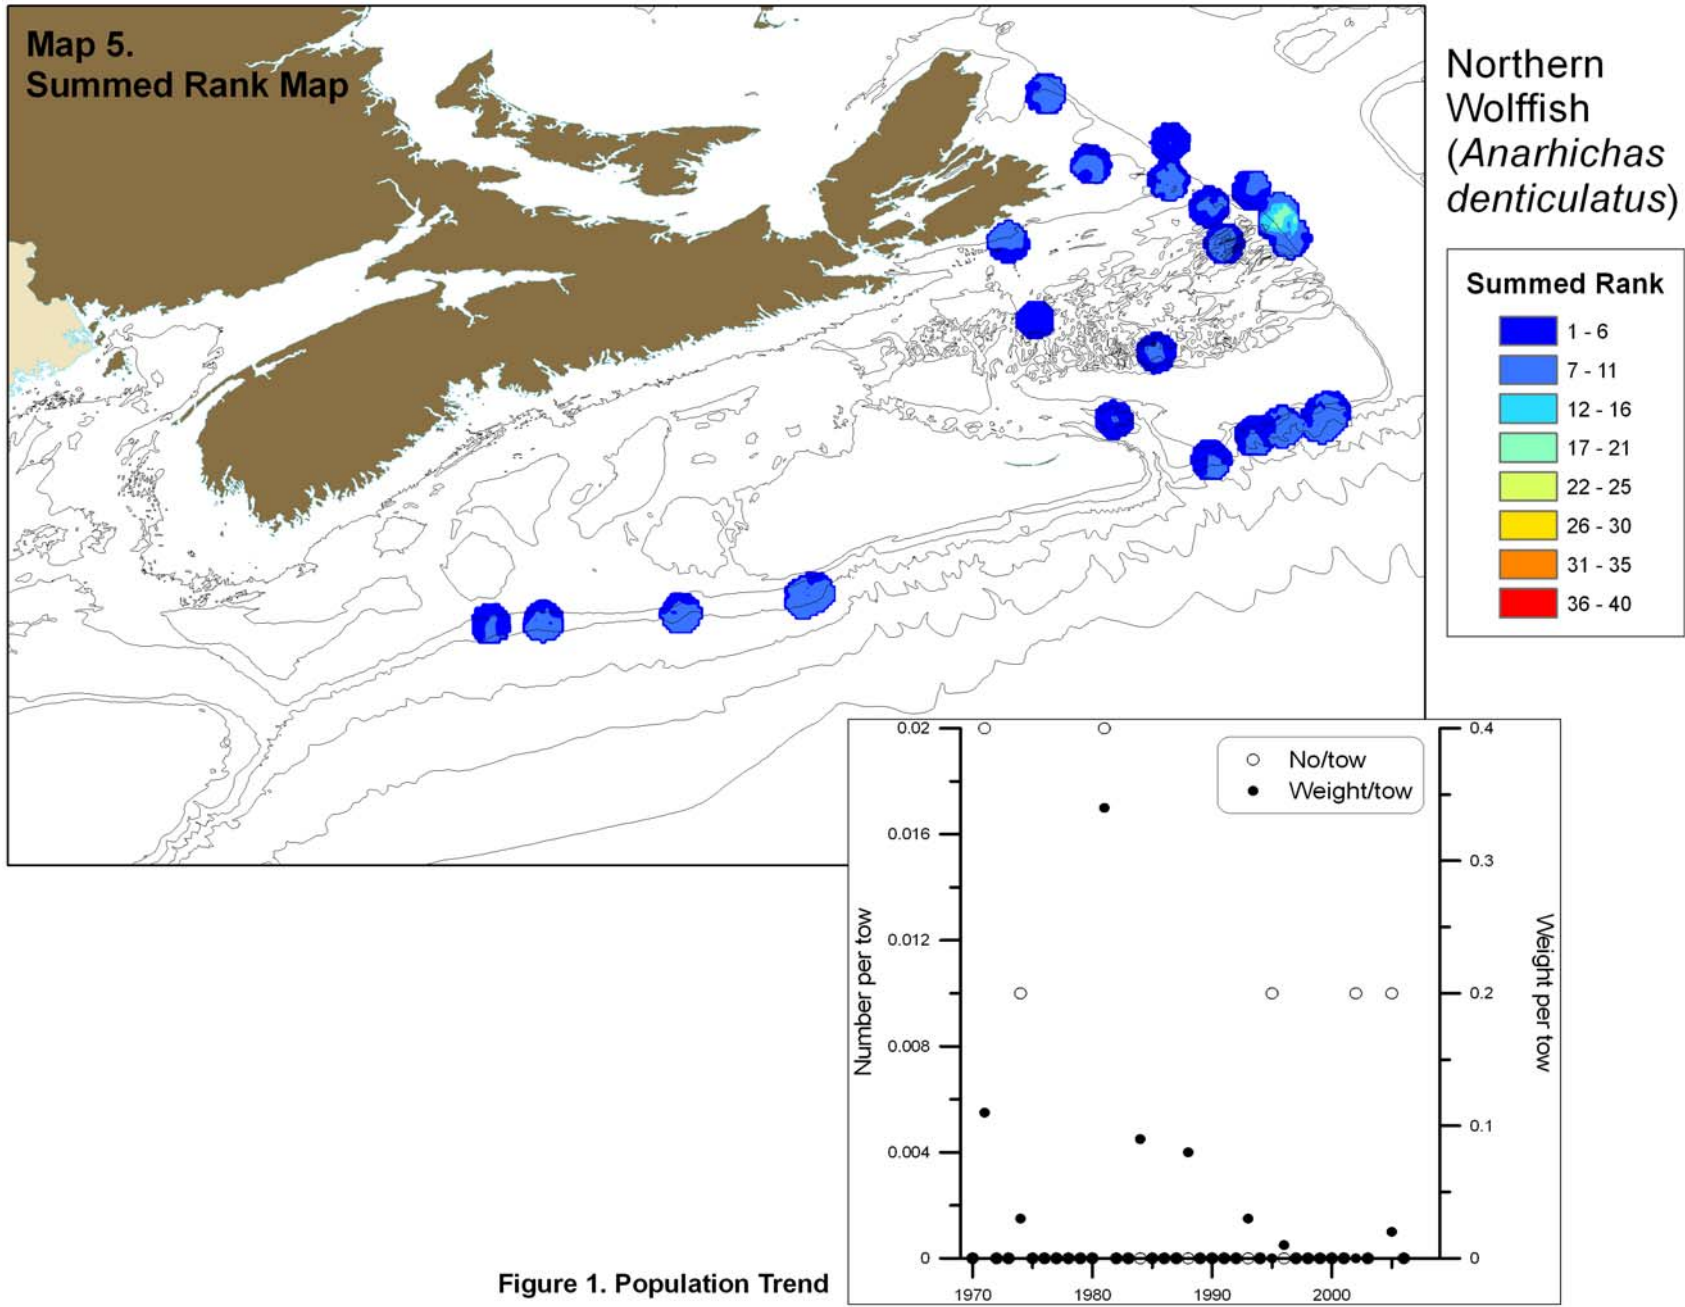 Map 5.
Summed Rank Map
Northern
Wolffish
(Anarhichas
denticulatus)
Summed Rank
1 - 6
7 - 11
12 - 16
17 - 21
22 - 25
26 - 30
31 - 35
36 - 40
No/tow
Weight/tow
0.02
0.016
0.012
0.008
0.004
0
Number per tow
0.4
0.3
0.2
0.1
0
Weight per tow
1970
1980
1990
2000
Figure 1. Population Trend